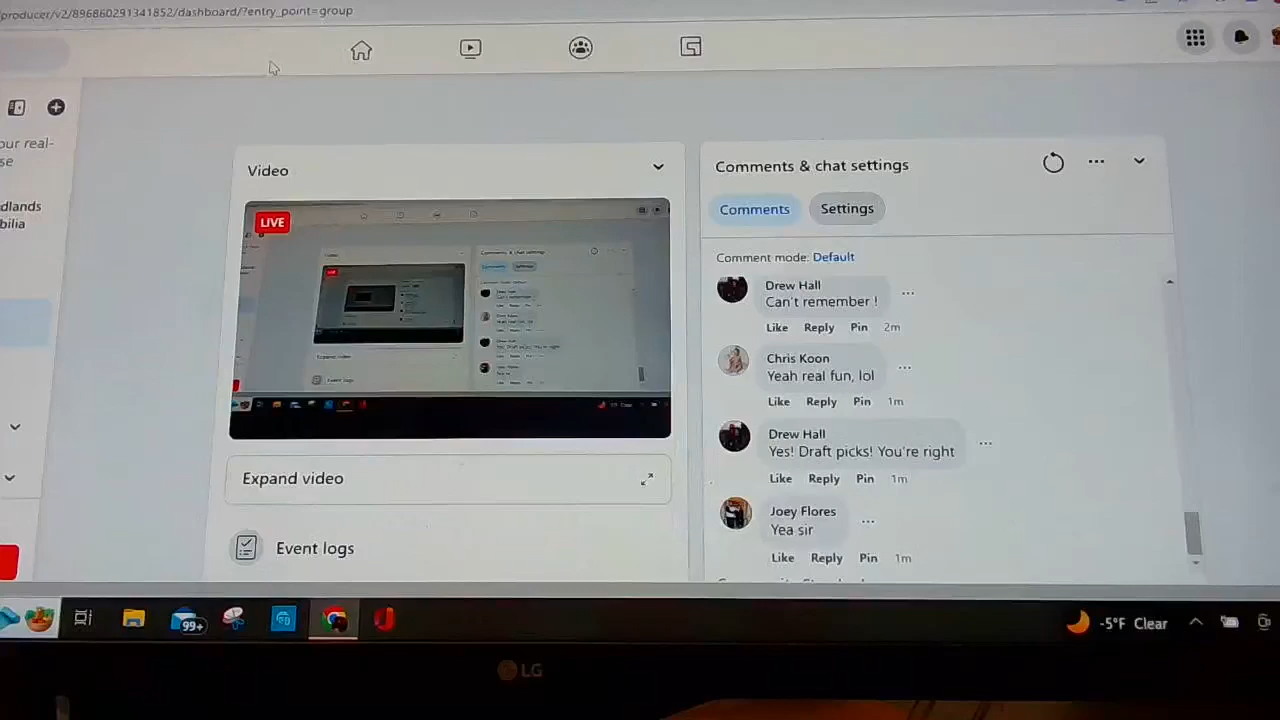 producer/v2/896860291341852/dashboard/?entry_point=group
our real-
se
dlands
bilia
Video
LIVE
Expand video
Event logs
Comments & chat settings
Comments
Settings
Comment mode: Default
Drew Hall
Can't remember !
Like Reply Pin 2m
Chris Koon
Yeah real fun, lol
Like Reply Pin 1m
Drew Hall
Yes! Draft picks! You're right
Like Reply Pin 1m
Joey Flores
Yea sir
Like Reply Pin 1m
99+
-5°F Clear
LG